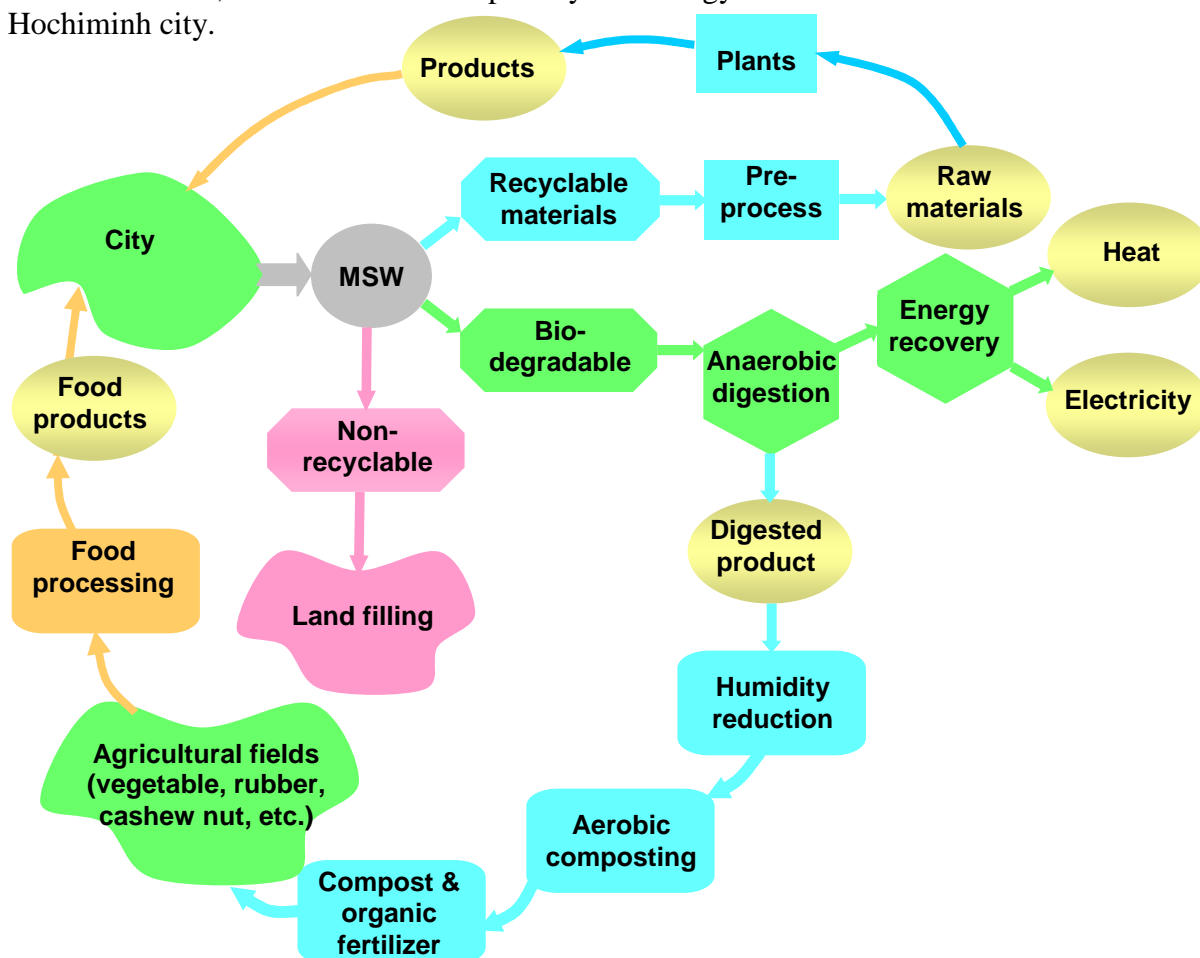 Hochiminh city.
Products
Plants
Recyclable
materials
Pre-
process
Raw
materials
City
MSW
Heat
Bio-
degradable
Anaerobic
digestion
Energy
recovery
Electricity
Food
products
Non-
recyclable
Digested
product
Food
processing
Land filling
Humidity
reduction
Agricultural fields
(vegetable, rubber,
cashew nut, etc.)
Aerobic
composting
Compost &
organic
fertilizer